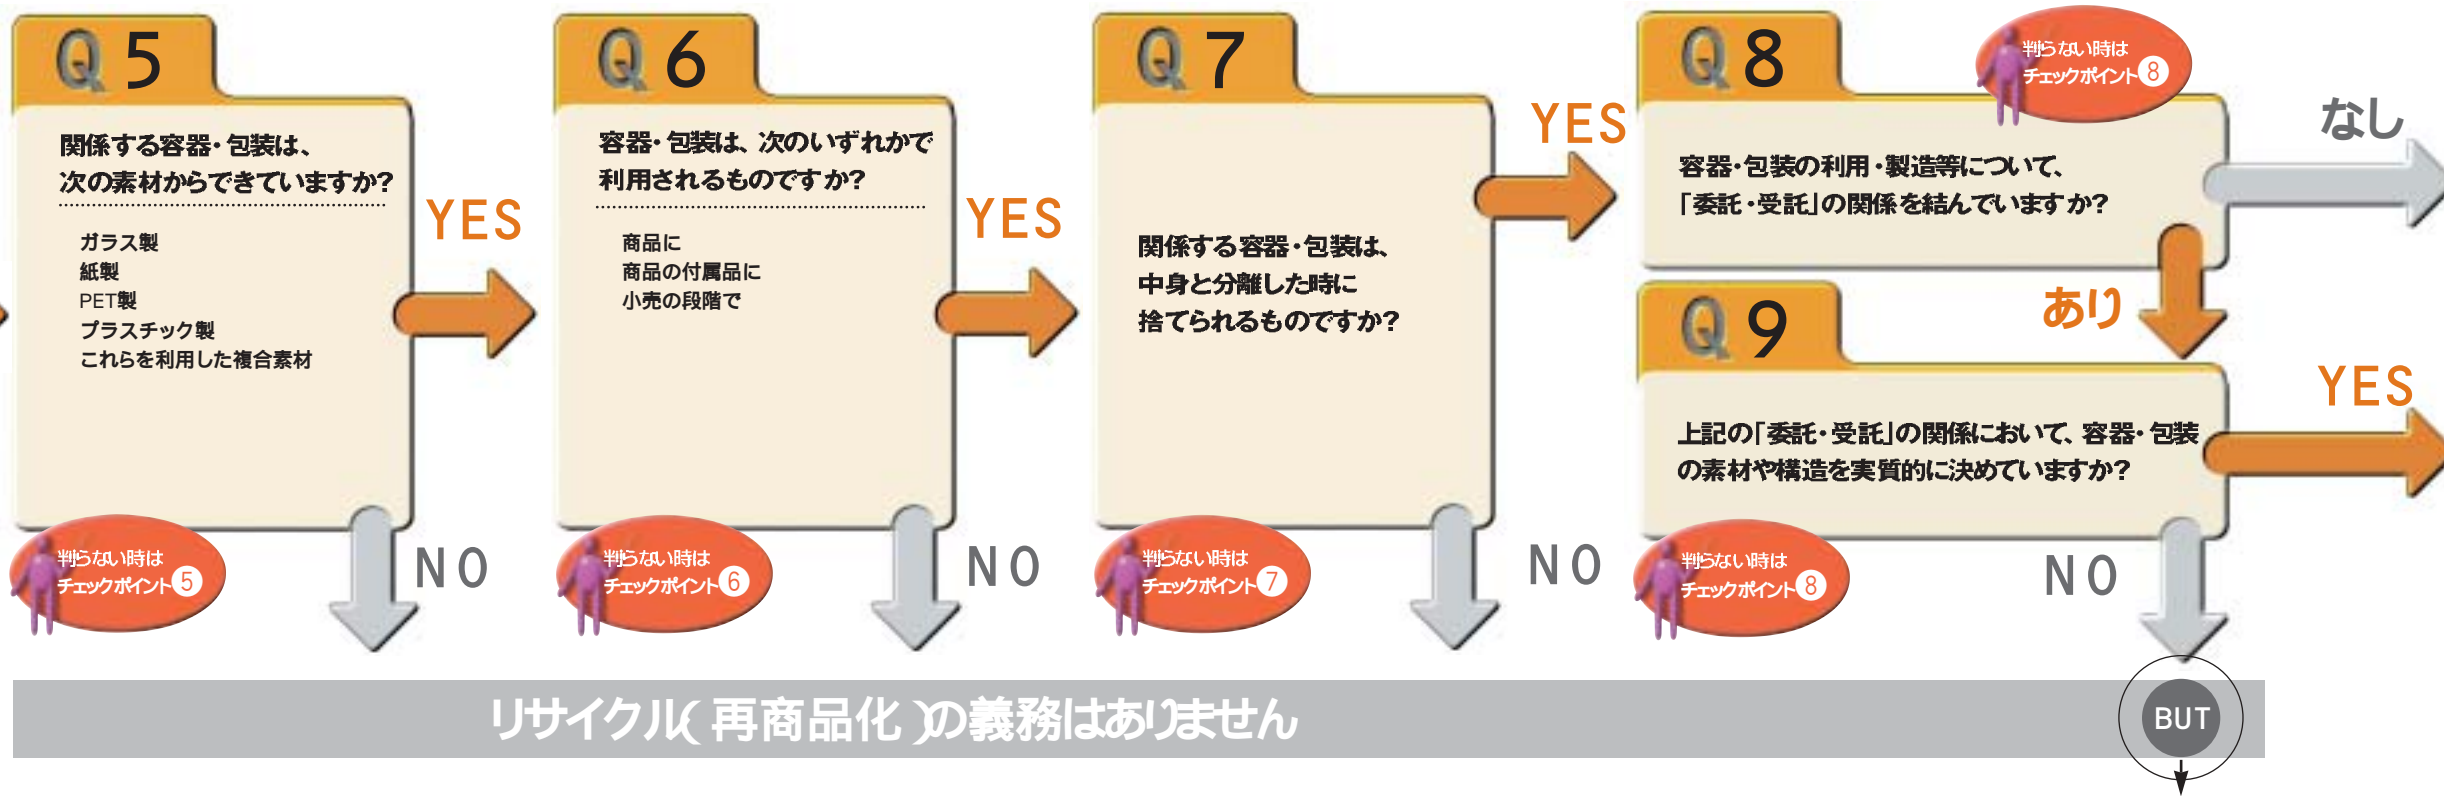 Q5
関係する容器・包装は、
次の素材からできていますか?
ガラス製
紙製
PET製
プラスチック製
これらを利用した複合素材
YES
判らない時は
チェックポイント5
NO
Q6
容器・包装は、次のいずれかで
利用されるものですか?
商品に
商品の付属品に
小売の段階で
YES
判らない時は
チェックポイント6
NO
Q7
関係する容器・包装は、
中身と分離した時に
捨てられるものですか?
YES
判らない時は
チェックポイント7
NO
Q8
判らない時は
チェックポイント8
容器・包装の利用・製造等について、
「委託・受託」の関係を結んでいますか?
なし
あり
Q9
上記の「委託・受託」の関係において、容器・包装
の素材や構造を実質的に決めていますか?
YES
判らない時は
チェックポイント8
NO
リサイクル(再商品化)の義務はありません
BUT